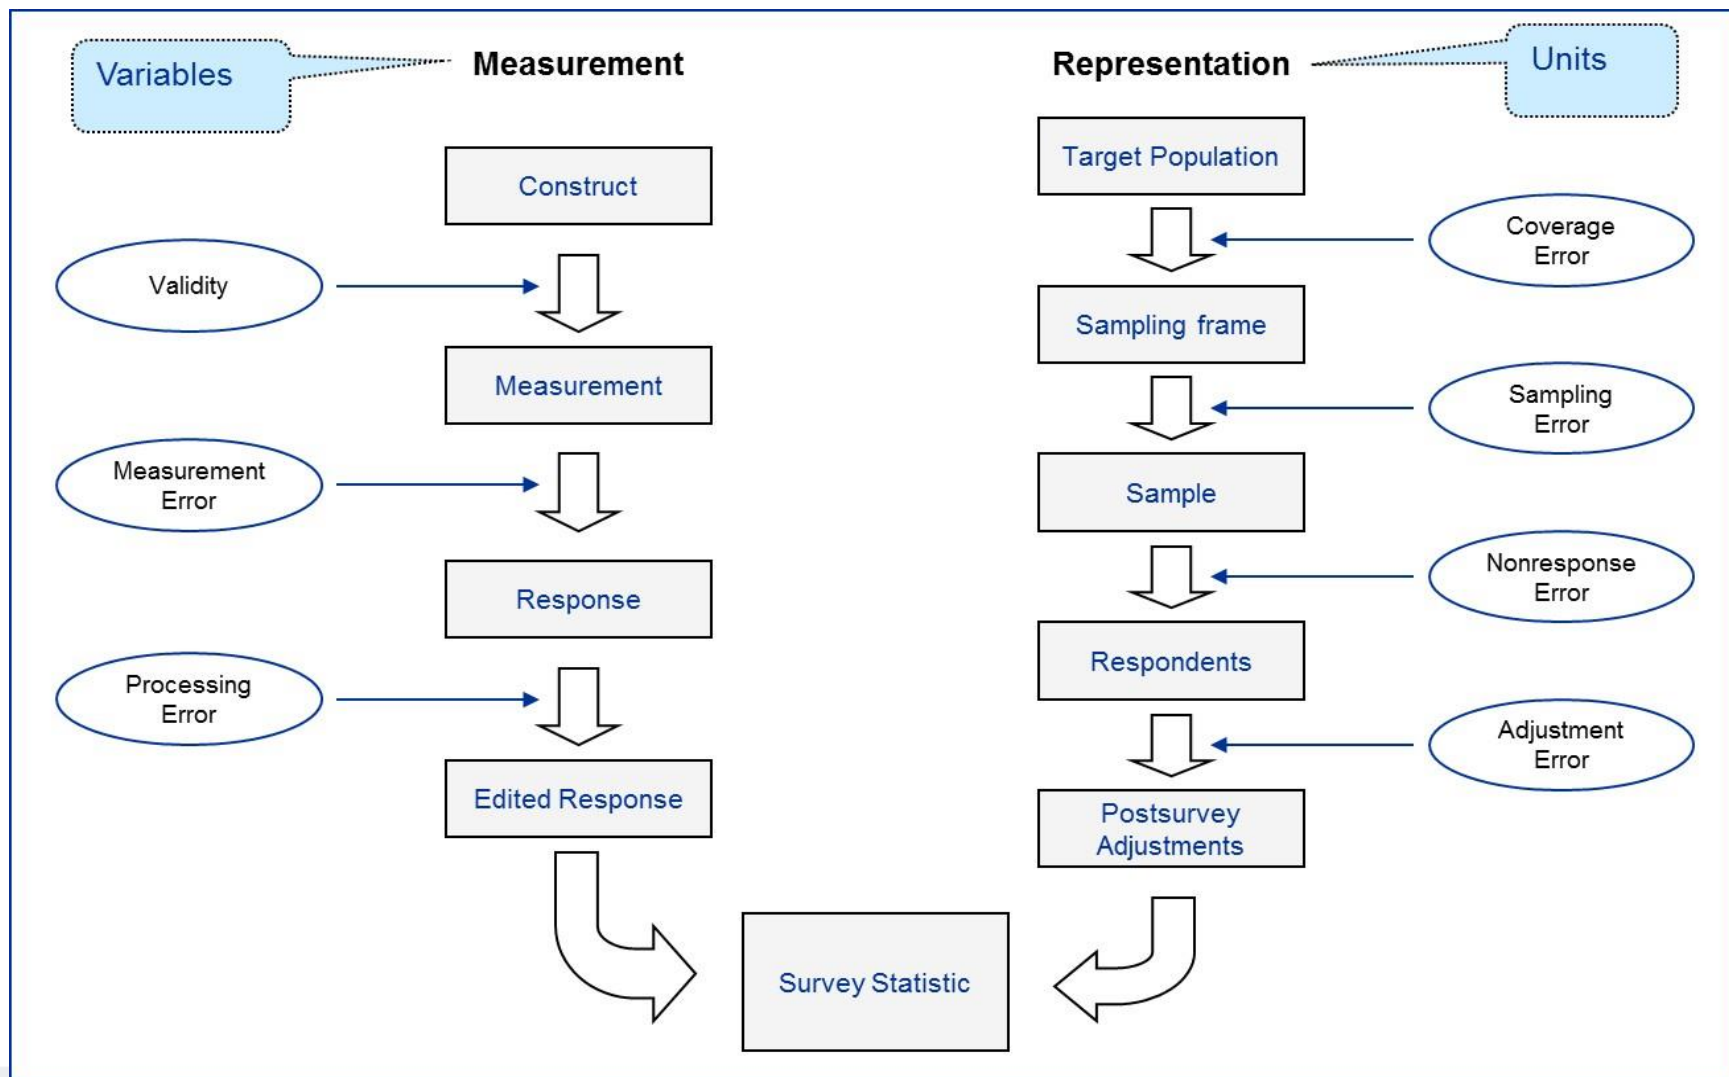 Variables
Measurement
Representation
Units
Construct
Validity
Measurement
Measurement
Error
Response
Processing
Error
Edited Response
Target Population
Coverage
Error
Sampling frame
Sampling
Error
Sample
Nonresponse
Error
Respondents
Adjustment
Error
Postsurvey
Adjustments
Survey Statistic